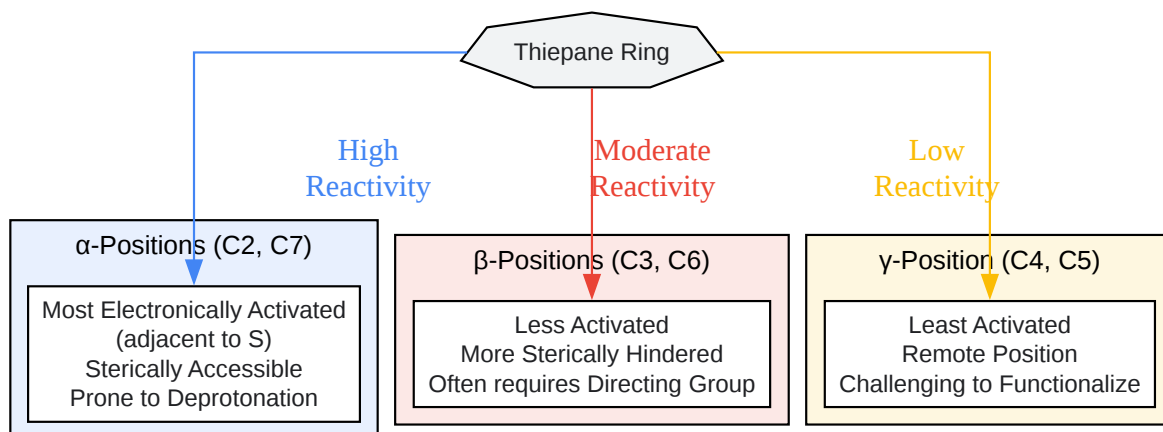 Thiepane Ring
High
Reactivity
Moderate
Reactivity
Low
Reactivity
α-Positions (C2, C7)
Most Electronically Activated
(adjacent to S)
Sterically Accessible
Prone to Deprotonation
β-Positions (C3, C6)
Less Activated
More Sterically Hindered
Often requires Directing Group
γ-Position (C4, C5)
Least Activated
Remote Position
Challenging to Functionalize